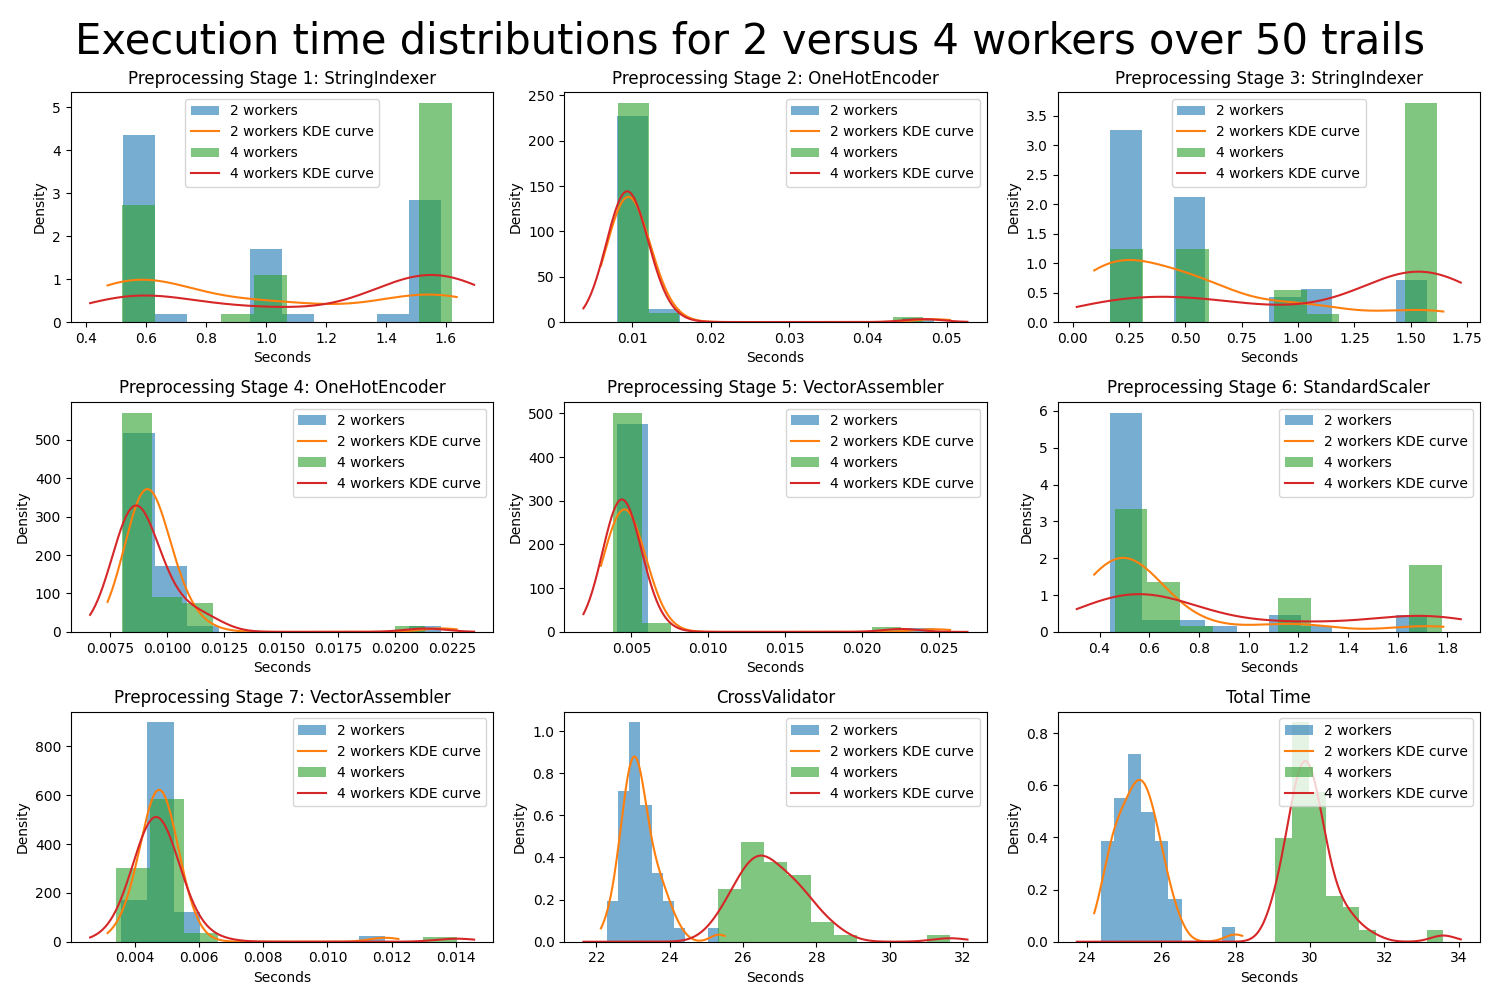 Execution time distributions for 2 versus 4 workers over 50 trails
Preprocessing Stage 1: StringIndexer
2 workers
2 workers KDE curve
4 workers
4 workers KDE curve
Density
5
4
3
2
1
0
0.4 0.6 0.8 1.0 1.2 1.4 1.6
Seconds
Preprocessing Stage 2: OneHotEncoder
2 workers
2 workers KDE curve
4 workers
4 workers KDE curve
Density
250
200
150
100
50
0
0.01 0.02 0.03 0.04 0.05
Seconds
Preprocessing Stage 3: StringIndexer
2 workers
2 workers KDE curve
4 workers
4 workers KDE curve
Density
3.5
3.0
2.5
2.0
1.5
1.0
0.5
0.0
0.00 0.25 0.50 0.75 1.00 1.25 1.50 1.75
Seconds
Preprocessing Stage 4: OneHotEncoder
2 workers
2 workers KDE curve
4 workers
4 workers KDE curve
Density
500
400
300
200
100
0
0.0075 0.0100 0.0125 0.0150 0.0175 0.0200 0.0225
Seconds
Preprocessing Stage 5: VectorAssembler
2 workers
2 workers KDE curve
4 workers
4 workers KDE curve
Density
500
400
300
200
100
0
0.005 0.010 0.015 0.020 0.025
Seconds
Preprocessing Stage 6: StandardScaler
2 workers
2 workers KDE curve
4 workers
4 workers KDE curve
Density
6
5
4
3
2
1
0
0.4 0.6 0.8 1.0 1.2 1.4 1.6 1.8
Seconds
Preprocessing Stage 7: VectorAssembler
2 workers
2 workers KDE curve
4 workers
4 workers KDE curve
Density
800
600
400
200
0
0.004 0.006 0.008 0.010 0.012 0.014
Seconds
CrossValidator
2 workers
2 workers KDE curve
4 workers
4 workers KDE curve
Density
1.0
0.8
0.6
0.4
0.2
0.0
22 24 26 28 30 32
Seconds
Total Time
2 workers
2 workers KDE curve
4 workers
4 workers KDE curve
Density
0.8
0.6
0.4
0.2
0.0
24 26 28 30 32 34
Seconds